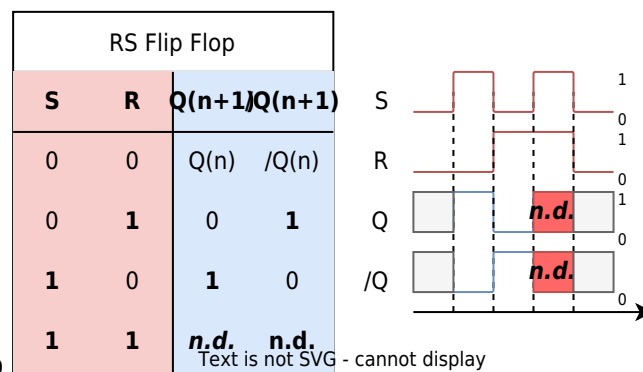 RS Flip Flop
S R Q(n+1) /Q(n+1)
0 0 Q(n) /Q(n)
0 1 0 1
1 0 1 0
1 1 n.d. n.d.
S 1
0
R 1
0
Q n.d. 1
0
/Q n.d.
0
Text is not SVG - cannot display